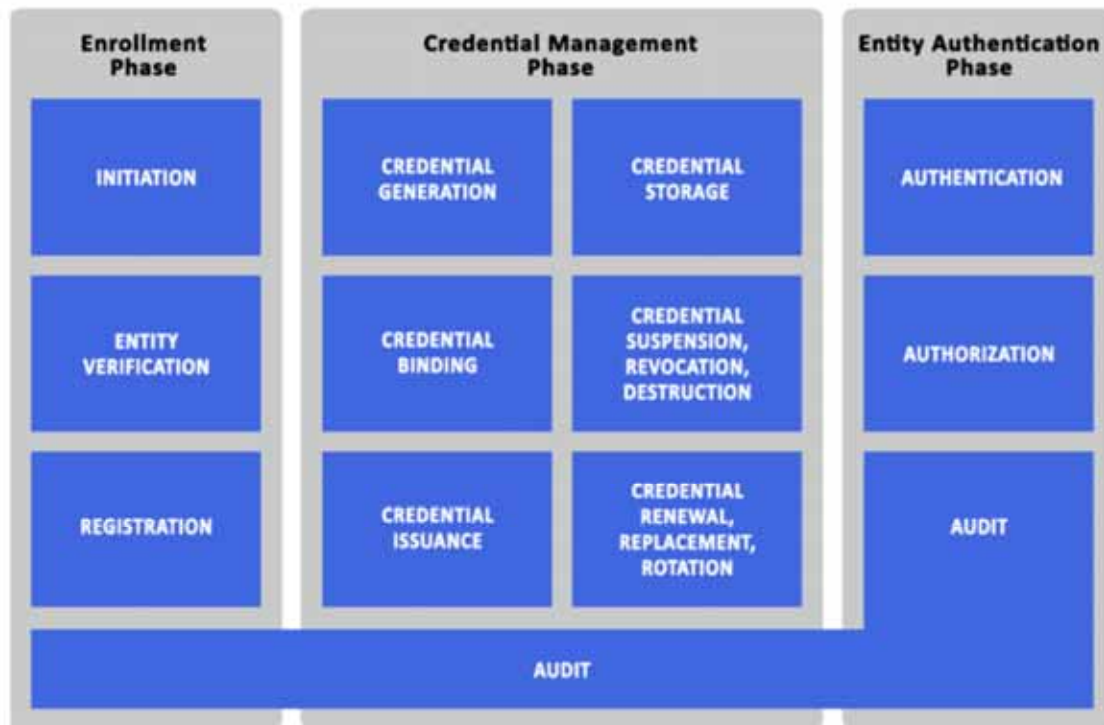 Enrollment
Phase
INITIATION
ENTITY
VERIFICATION
REGISTRATION
Credential Management
Phase
CREDENTIAL
GENERATION
CREDENTIAL
STORAGE
CREDENTIAL
BINDING
CREDENTIAL
SUSPENSION,
REVOCATION,
DESTRUCTION
CREDENTIAL
ISSUANCE
CREDENTIAL
RENEWAL,
REPLACEMENT,
ROTATION
Entity Authentication
Phase
AUTHENTICATION
AUTHORIZATION
AUDIT
AUDIT